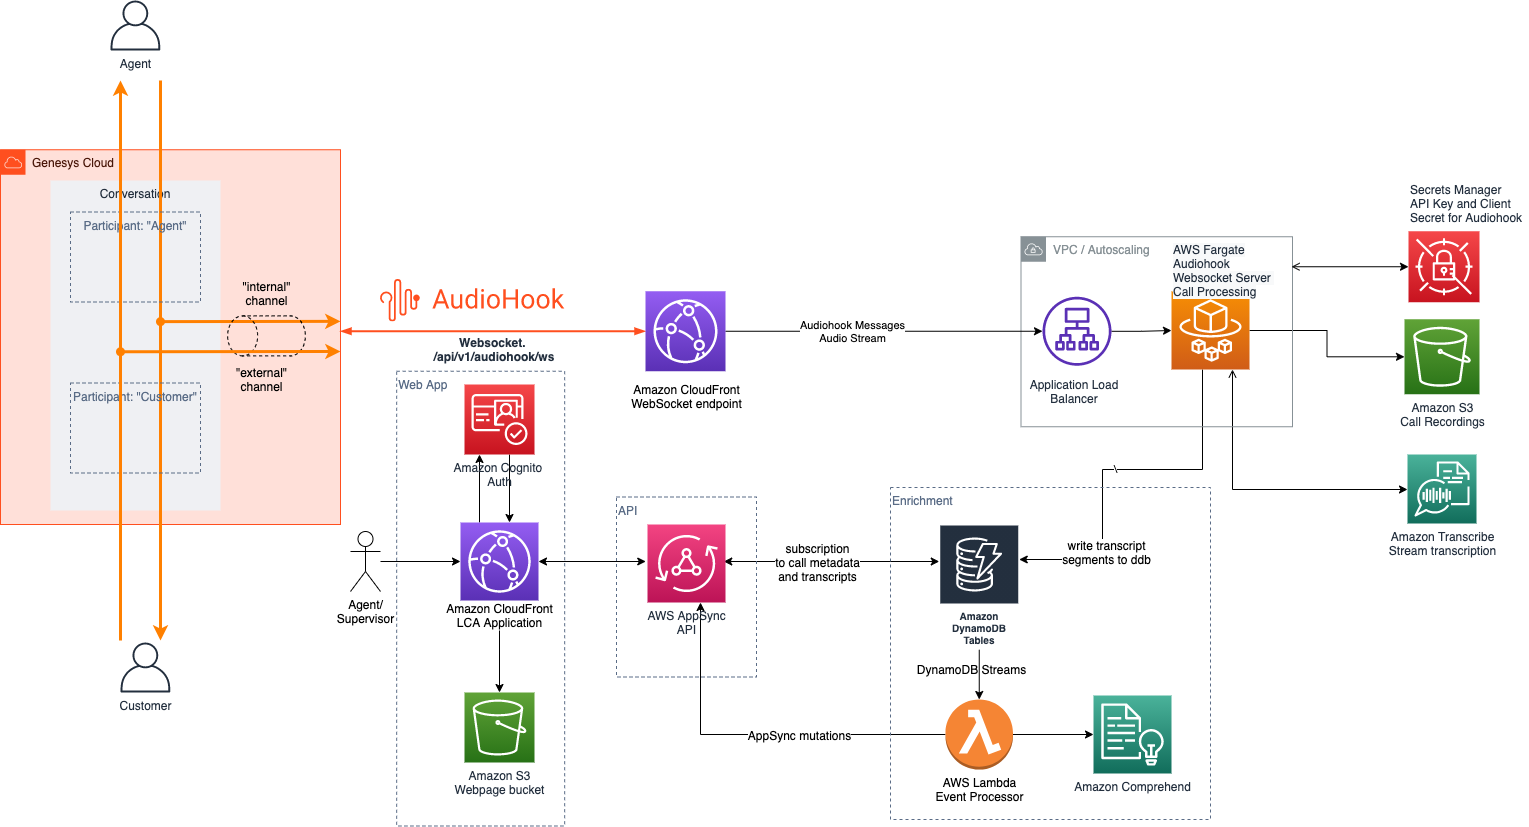 Agent
Genesys Cloud
Conversation
Participant: "Agent"
"internal"
channel
"external"
channel
Participant: "Customer"
Customer
AudioHook
Websocket.
/api/v1/audiohook/ws
Amazon CloudFront
WebSocket endpoint
Audiohook Messages
Audio Stream
VPC / Autoscaling
Application Load
Balancer
AWS Fargate
Audiohook
Websocket Server
Call Processing
Secrets Manager
API Key and Client
Secret for Audiohook
Amazon S3
Call Recordings
Amazon Transcribe
Stream transcription
Web App
Amazon Cognito
Auth
Agent/
Supervisor
Amazon CloudFront
LCA Application
Amazon S3
Webpage bucket
API
AWS AppSync
API
subscription
to call metadata
and transcripts
Enrichment
write transcript
segments to ddb
Amazon
DynamoDB
Tables
DynamoDB Streams
AppSync mutations
AWS Lambda
Event Processor
Amazon Comprehend